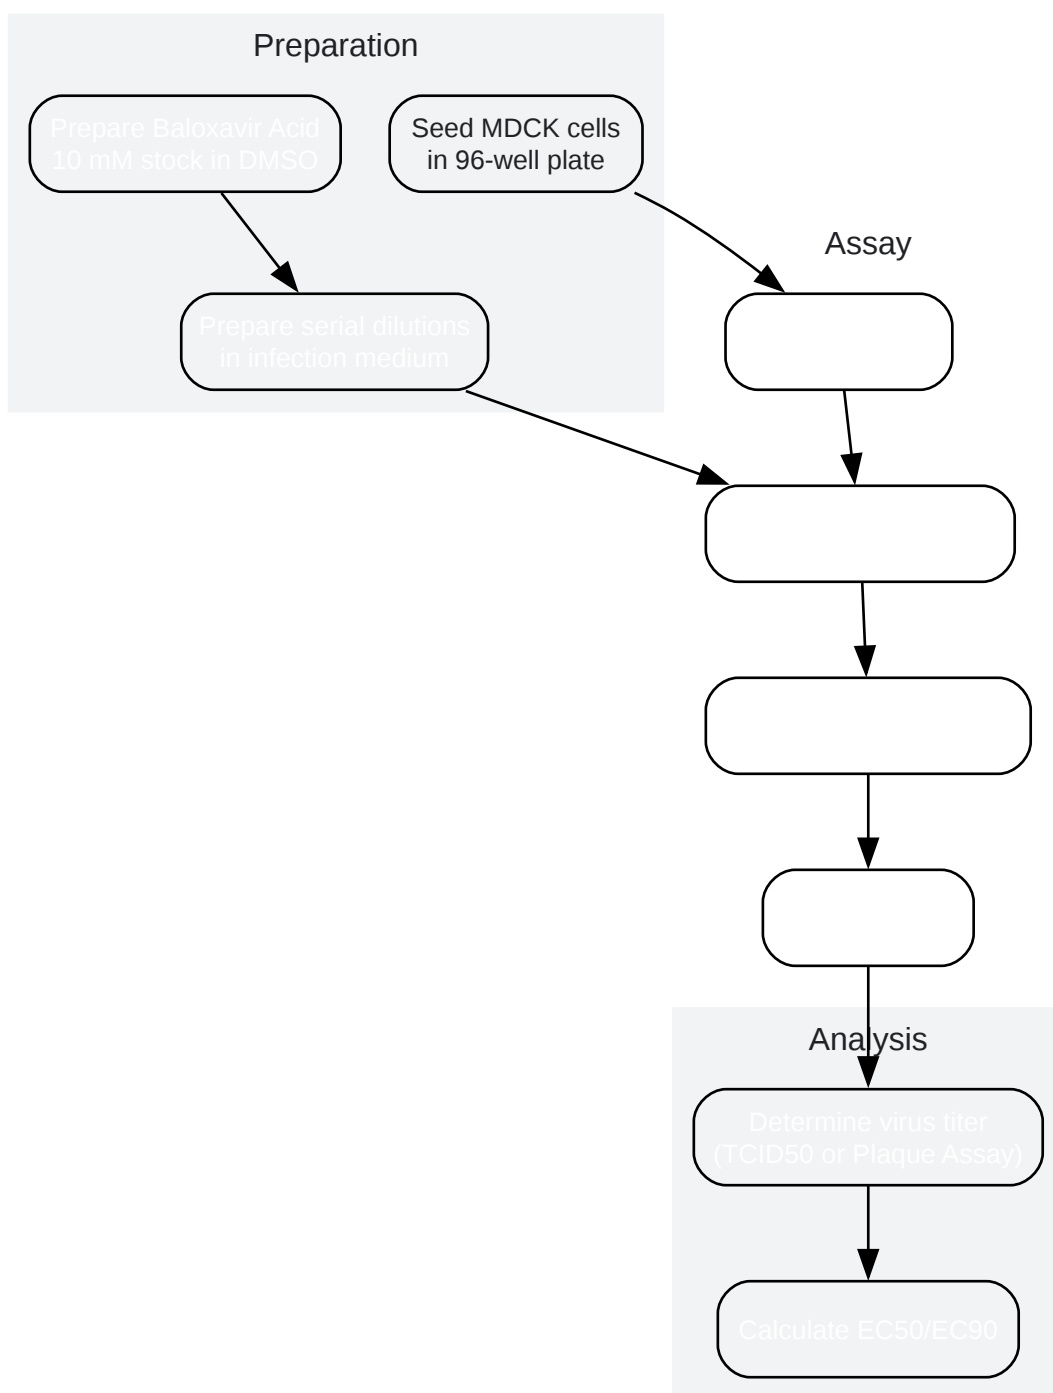 Preparation
Prepare Baloxavir Acid
10 mM stock in DMSO
Seed MDCK cells
in 96-well plate
Assay
Prepare serial dilutions
in infection medium
Analysis
Determine virus titer
(TCID50 or Plaque Assay)
Calculate EC50/EC90